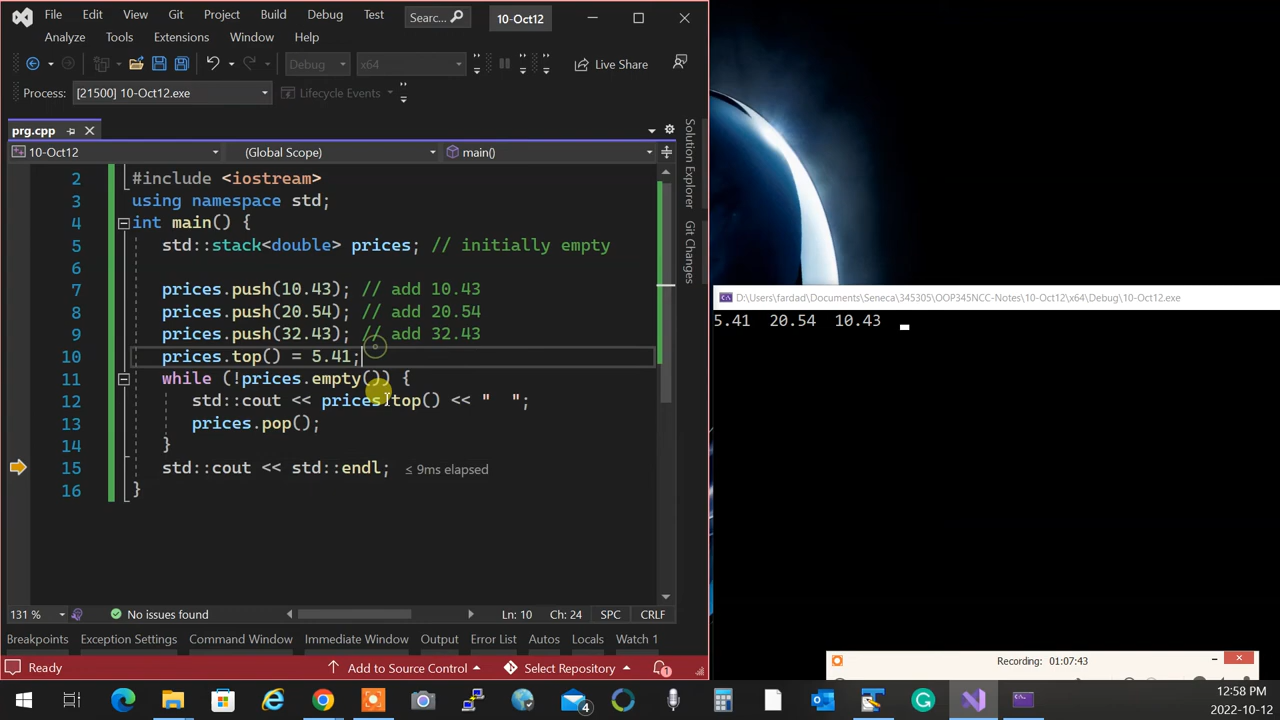 File Edit View Git Project Build Debug Test Searc... 10-Oct12
Analyze Tools Extensions Window Help
Debug x64 Live Share
Process: [21500] 10-Oct12.exe Lifecycle Events
prg.cpp
10-Oct12 (Global Scope) main()
2 #include <iostream>
3 using namespace std;
4 int main() {
5 std::stack<double> prices; // initially empty
6
7 prices.push(10.43); // add 10.43
8 prices.push(20.54); // add 20.54
9 prices.push(32.43); // add 32.43
10 prices.top() = 5.41;
11 while (!prices.empty()) {
12 std::cout << prices.top() << "  ";
13 prices.pop();
14 }
15 std::cout << std::endl; ≤ 9ms elapsed
16 }
131 % No issues found Ln: 10 Ch: 24 SPC CRLF
Breakpoints Exception Settings Command Window Immediate Window Output Error List Autos Locals Watch 1
Ready Add to Source Control Select Repository 1
Solution Explorer
Git Changes
D:\Users\fardad\Documents\Seneca\345305\OOP345NCC-Notes\10-Oct12\x64\Debug\10-Oct12.exe
5.41 20.54 10.43
Recording: 01:07:43
4
12:58 PM
2022-10-12